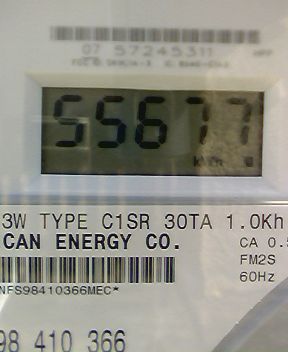 07 57245311
55677
kWh
3W TYPE C1SR 30TA 1.0Kh
CAN ENERGY CO.
CA 0.5
FM2S
60Hz
NFS98410366MEC*
98 410 366